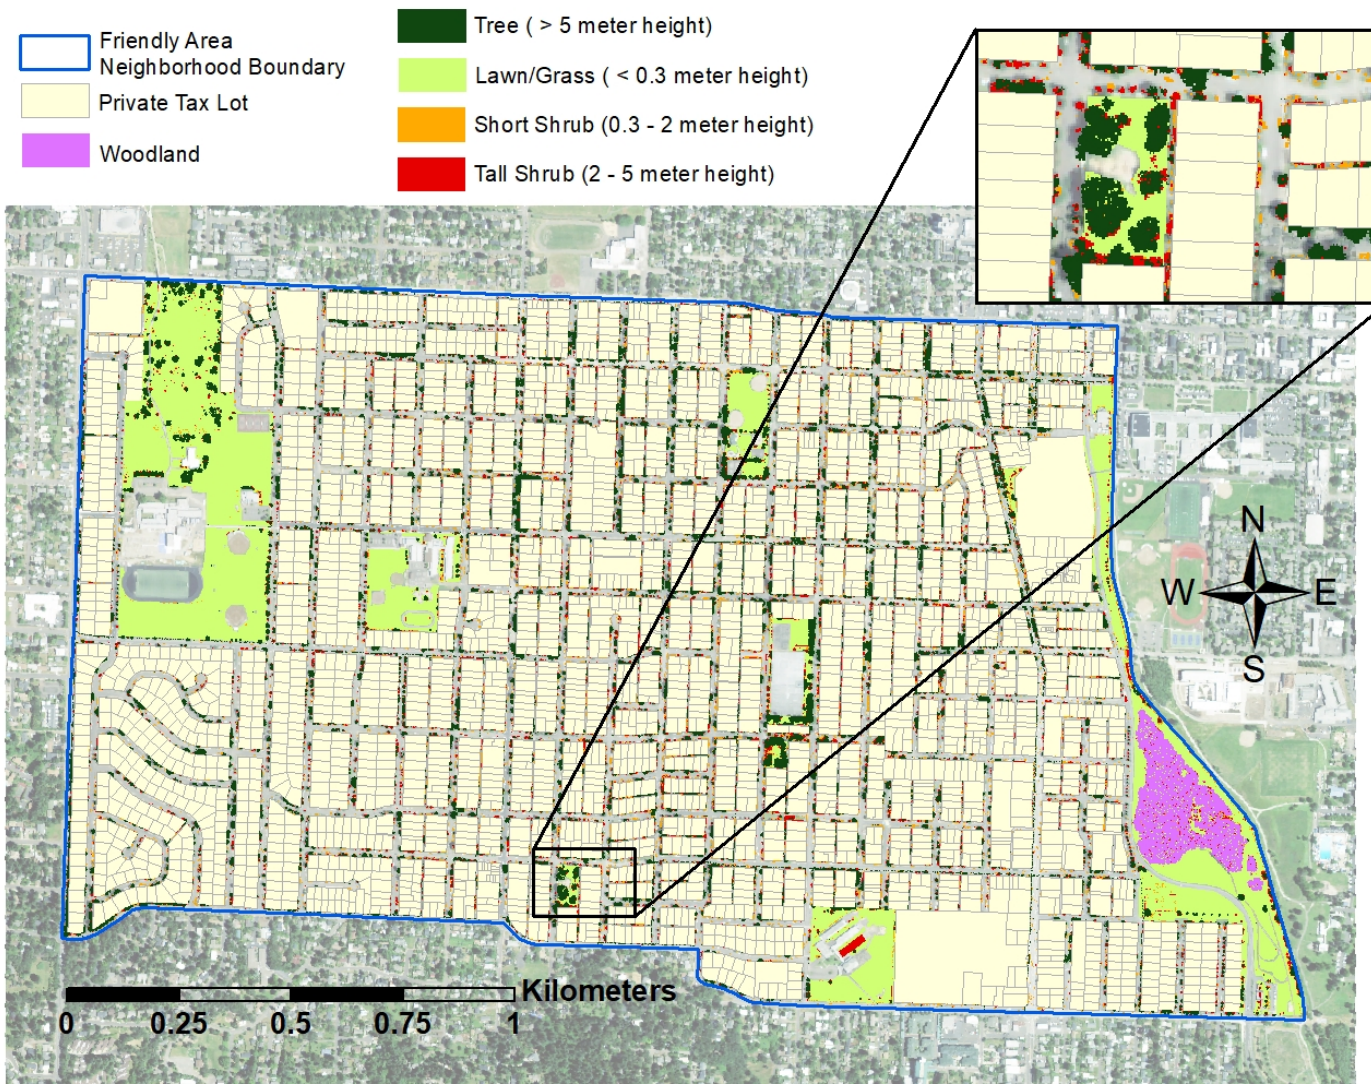 Friendly Area
Neighborhood Boundary
Private Tax Lot
Woodland
Tree ( > 5 meter height)
Lawn/Grass ( < 0.3 meter height)
Short Shrub (0.3 - 2 meter height)
Tall Shrub (2 - 5 meter height)
N
W E
S
Kilometers
0 0.25 0.5 0.75 1